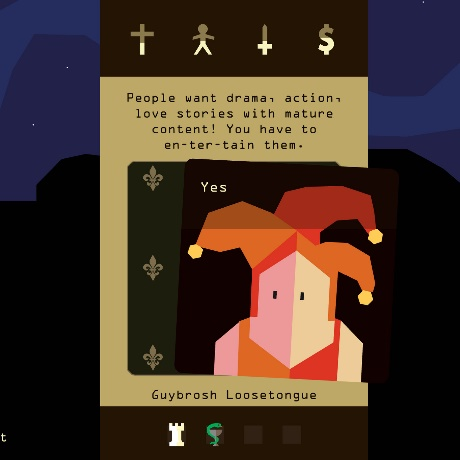 People want drama, action,
love stories with mature
content! You have to
en-ter-tain them.
Yes
Guybrosh Loosetongue
t